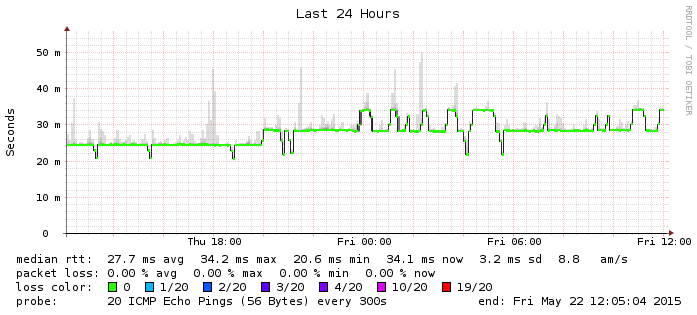 Last 24 Hours
RRDTOOL / TOBI OETIKER
Seconds
50 m
40 m
30 m
20 m
10 m
0
Thu 18:00 Fri 00:00 Fri 06:00 Fri 12:00
median rtt: 27.7 ms avg 34.2 ms max 20.6 ms min 34.1 ms now 3.2 ms sd 8.8 am/s
packet loss: 0.00 % avg 0.00 % max 0.00 % min 0.00 % now
loss color: 0 1/20 2/20 3/20 4/20 10/20 19/20
probe: 20 ICMP Echo Pings (56 Bytes) every 300s end: Fri May 22 12:05:04 2015